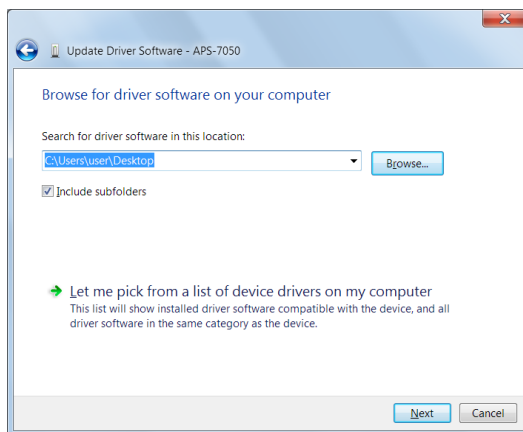 Update Driver Software - APS-7050
Browse for driver software on your computer
Search for driver software in this location:
C:\Users\user\Desktop
Browse...
Include subfolders
Let me pick from a list of device drivers on my computer
This list will show installed driver software compatible with the device, and all
driver software in the same category as the device.
Next
Cancel